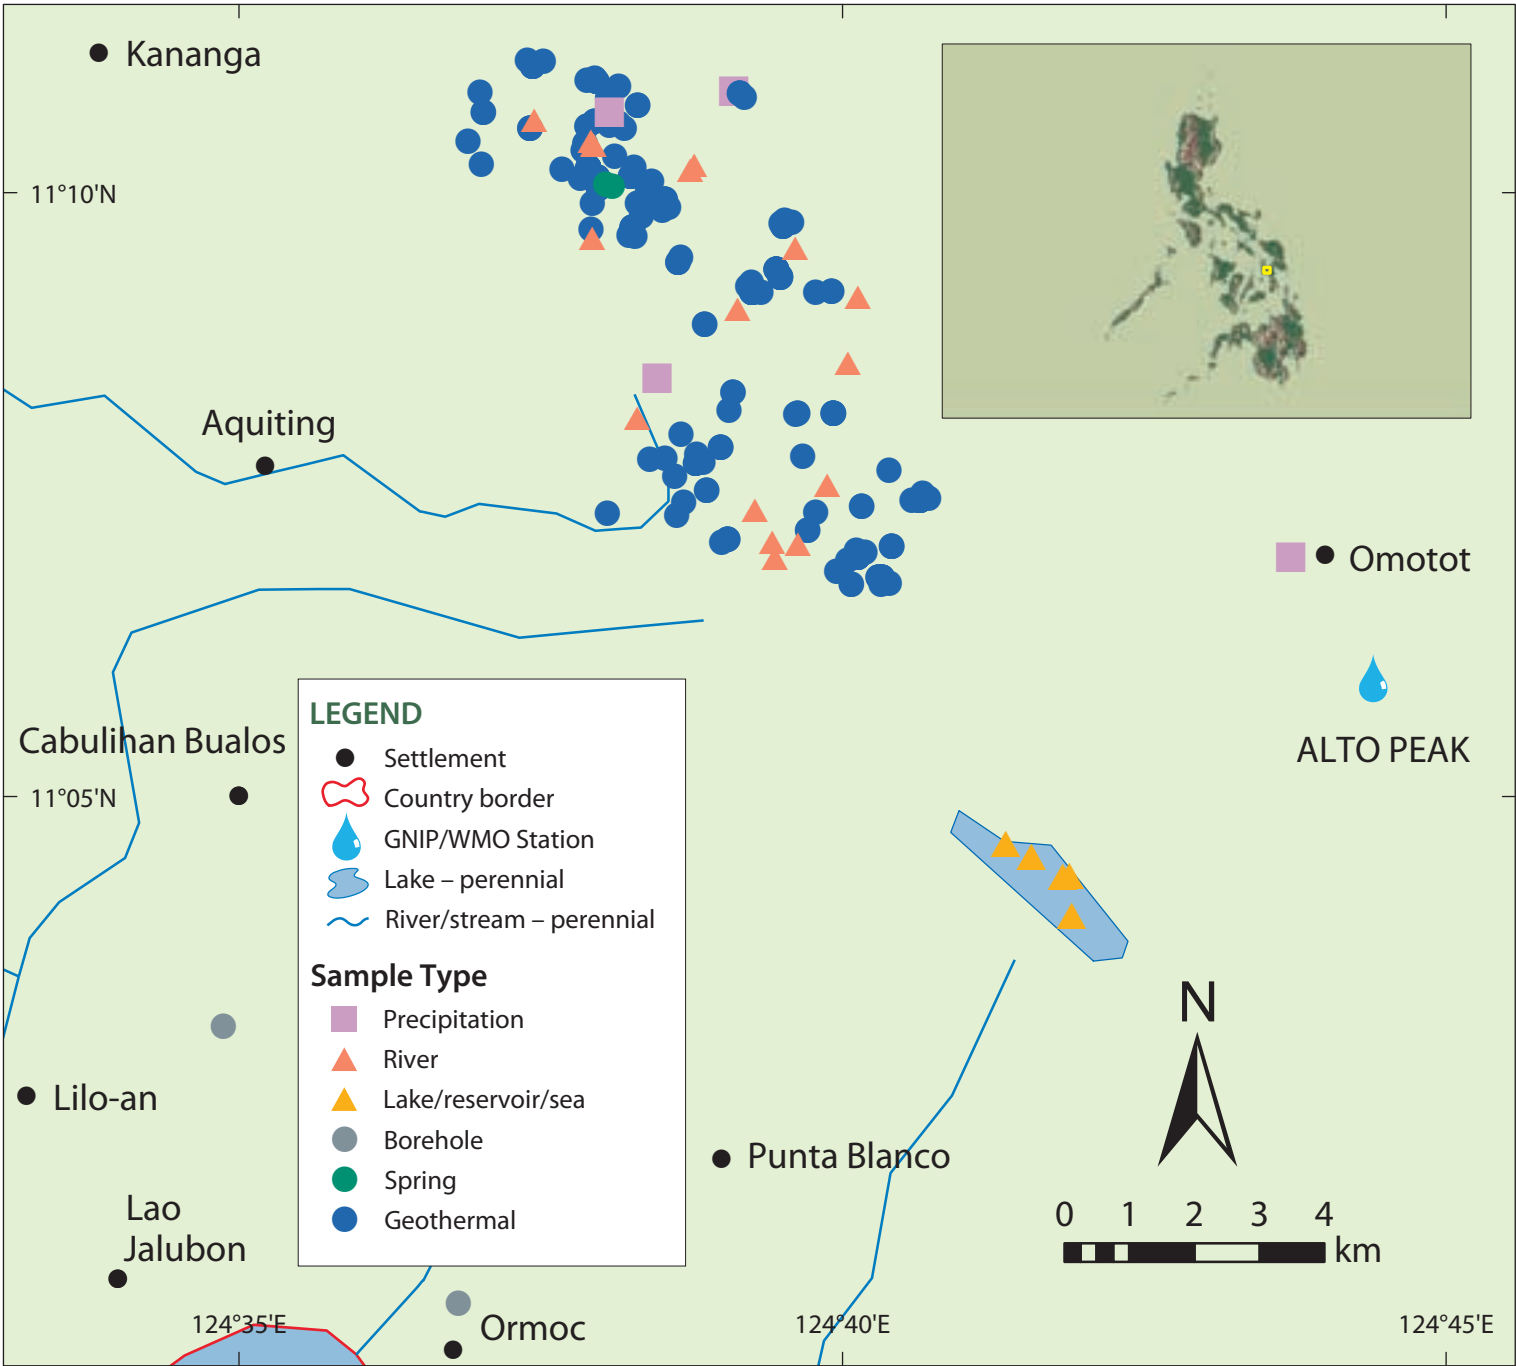 Kananga
11°10'N
Aquiting
Omotot
ALTO PEAK
Cabulihan Bualos
11°05'N
LEGEND
Settlement
Country border
GNIP/WMO Station
Lake – perennial
River/stream – perennial
Sample Type
Precipitation
River
Lake/reservoir/sea
Borehole
Spring
Geothermal
N
Lilo-an
Punta Blanco
Lao
Jalubon
0 1 2 3 4
km
Ormoc
124°35'E
124°40'E
124°45'E